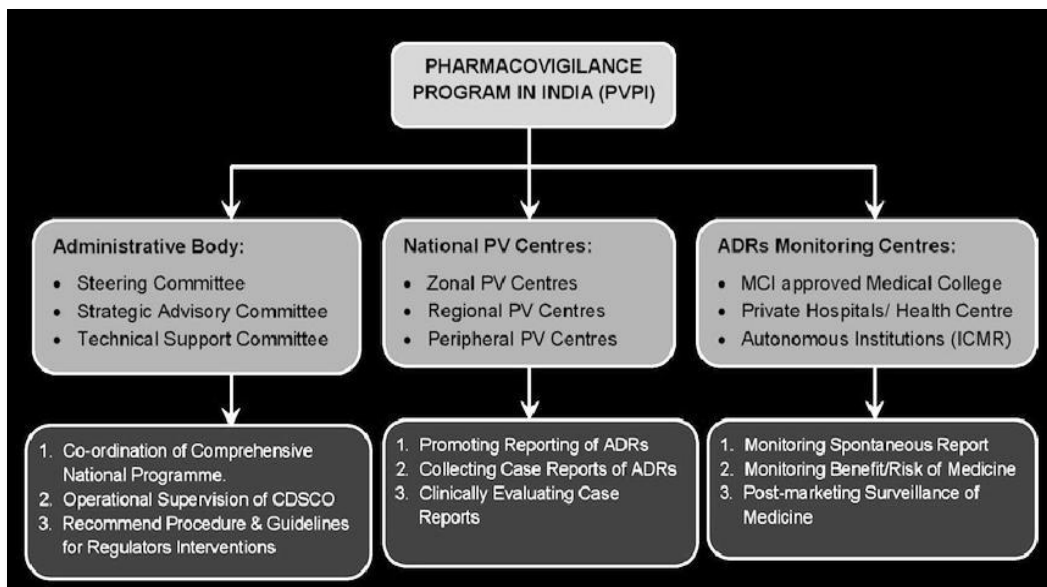 PHARMACOVIGILANCE
PROGRAM IN INDIA (PVPI)
Administrative Body:
• Steering Committee
• Strategic Advisory Committee
• Technical Support Committee
National PV Centres:
• Zonal PV Centres
• Regional PV Centres
• Peripheral PV Centres
ADRs Monitoring Centres:
• MCI approved Medical College
• Private Hospitals/ Health Centre
• Autonomous Institutions (ICMR)
1. Co-ordination of Comprehensive
National Programme.
2. Operational Supervision of CDSCO
3. Recommend Procedure & Guidelines
for Regulators Interventions
1. Promoting Reporting of ADRs
2. Collecting Case Reports of ADRs
3. Clinically Evaluating Case
Reports
1. Monitoring Spontaneous Report
2. Monitoring Benefit/Risk of Medicine
3. Post-marketing Surveillance of
Medicine